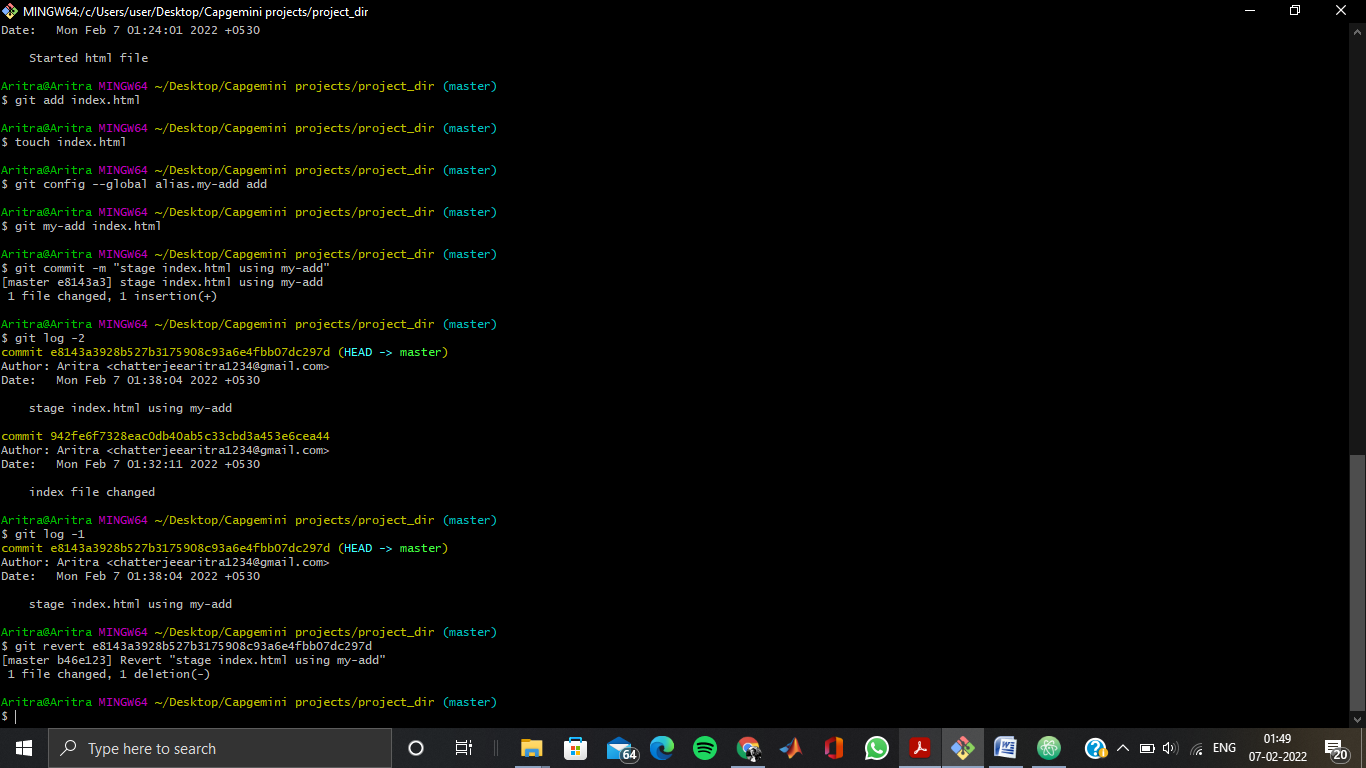 MINGW64:/c/Users/user/Desktop/Capgemini projects/project_dir
Date:   Mon Feb 7 01:24:01 2022 +0530
    Started html file
Aritra@Aritra MINGW64 ~/Desktop/Capgemini projects/project_dir (master)
$ git add index.html
Aritra@Aritra MINGW64 ~/Desktop/Capgemini projects/project_dir (master)
$ touch index.html
Aritra@Aritra MINGW64 ~/Desktop/Capgemini projects/project_dir (master)
$ git config --global alias.my-add add
Aritra@Aritra MINGW64 ~/Desktop/Capgemini projects/project_dir (master)
$ git my-add index.html
Aritra@Aritra MINGW64 ~/Desktop/Capgemini projects/project_dir (master)
$ git commit -m "stage index.html using my-add"
[master e8143a3] stage index.html using my-add
 1 file changed, 1 insertion(+)
Aritra@Aritra MINGW64 ~/Desktop/Capgemini projects/project_dir (master)
$ git log -2
commit e8143a3928b527b3175908c93a6e4fbb07dc297d (HEAD -> master)
Author: Aritra <chatterjeearitra1234@gmail.com>
Date:   Mon Feb 7 01:38:04 2022 +0530
    stage index.html using my-add
commit 942fe6f7328eac0db40ab5c33cbd3a453e6cea44
Author: Aritra <chatterjeearitra1234@gmail.com>
Date:   Mon Feb 7 01:32:11 2022 +0530
    index file changed
Aritra@Aritra MINGW64 ~/Desktop/Capgemini projects/project_dir (master)
$ git log -1
commit e8143a3928b527b3175908c93a6e4fbb07dc297d (HEAD -> master)
Author: Aritra <chatterjeearitra1234@gmail.com>
Date:   Mon Feb 7 01:38:04 2022 +0530
    stage index.html using my-add
Aritra@Aritra MINGW64 ~/Desktop/Capgemini projects/project_dir (master)
$ git revert e8143a3928b527b3175908c93a6e4fbb07dc297d
[master b46e123] Revert "stage index.html using my-add"
 1 file changed, 1 deletion(-)
Aritra@Aritra MINGW64 ~/Desktop/Capgemini projects/project_dir (master)
$
Type here to search
64
ENG
01:49
07-02-2022
20